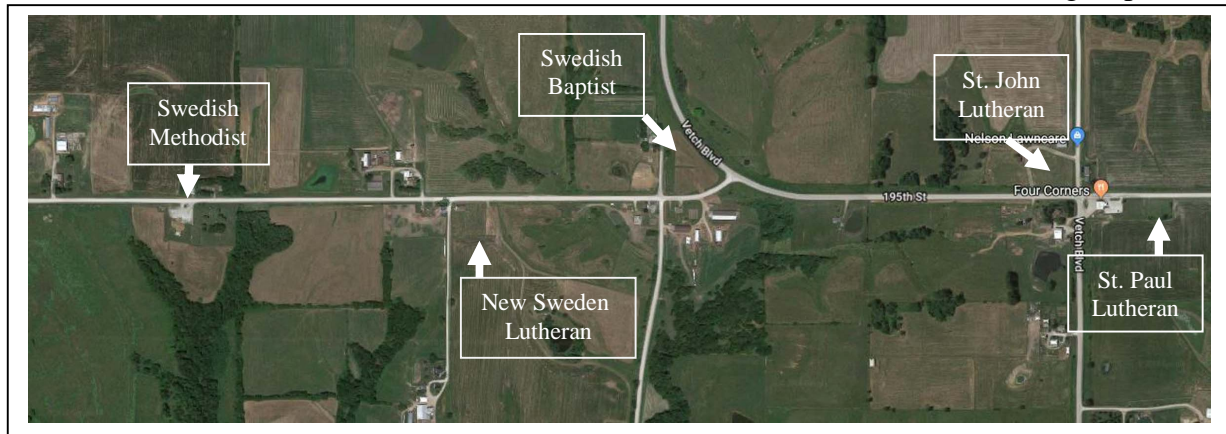 Swedish
Methodist
Swedish
Baptist
St. John
Lutheran
Nelson Lawncare
Vetch Blvd
195th St
Four Corners
Vetch Blvd
New Sweden
Lutheran
St. Paul
Lutheran